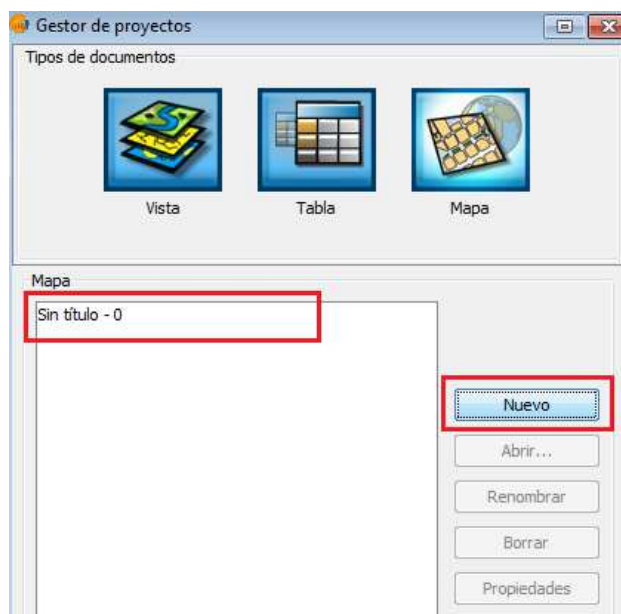 Gestor de proyectos
Tipos de documentos
Vista Tabla Mapa
Mapa
Sin título - 0
Nuevo
Abrir...
Renombrar
Borrar
Propiedades